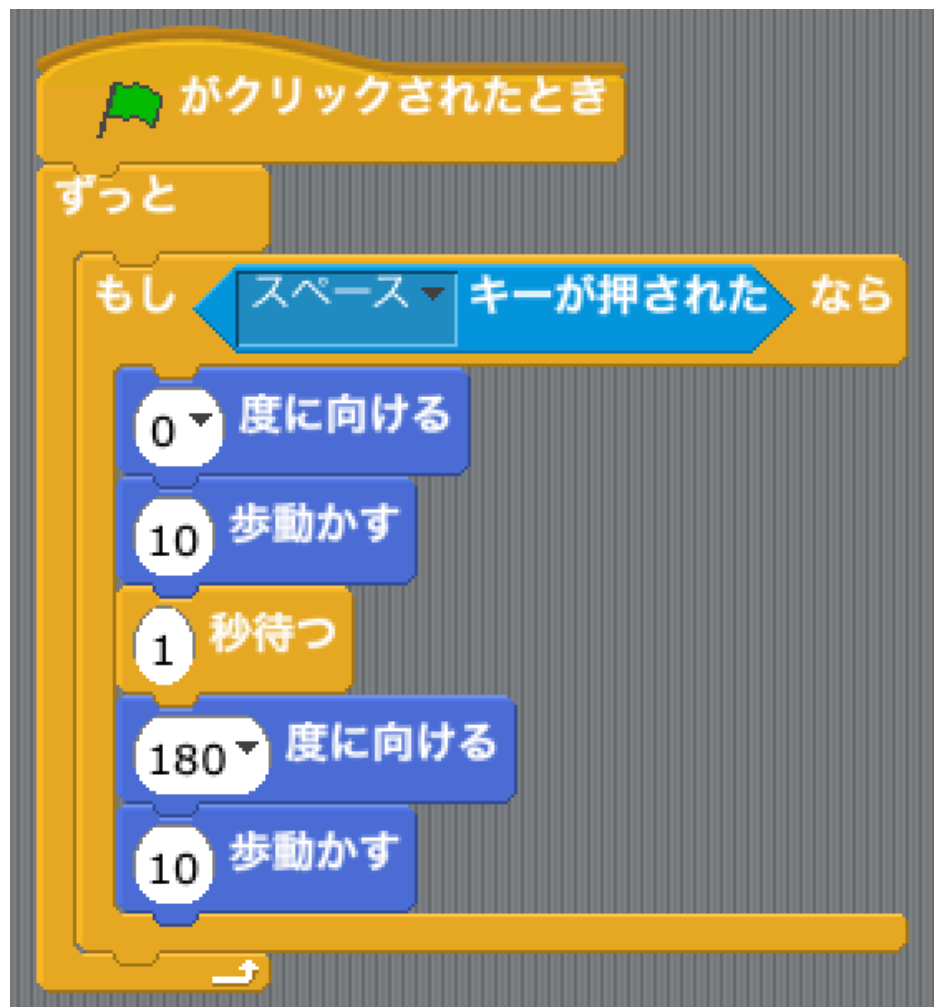 がクリックされたとき
ずっと
もし スペース キーが押された なら
0 度に向ける
10 歩動かす
1 秒待つ
180 度に向ける
10 歩動かす